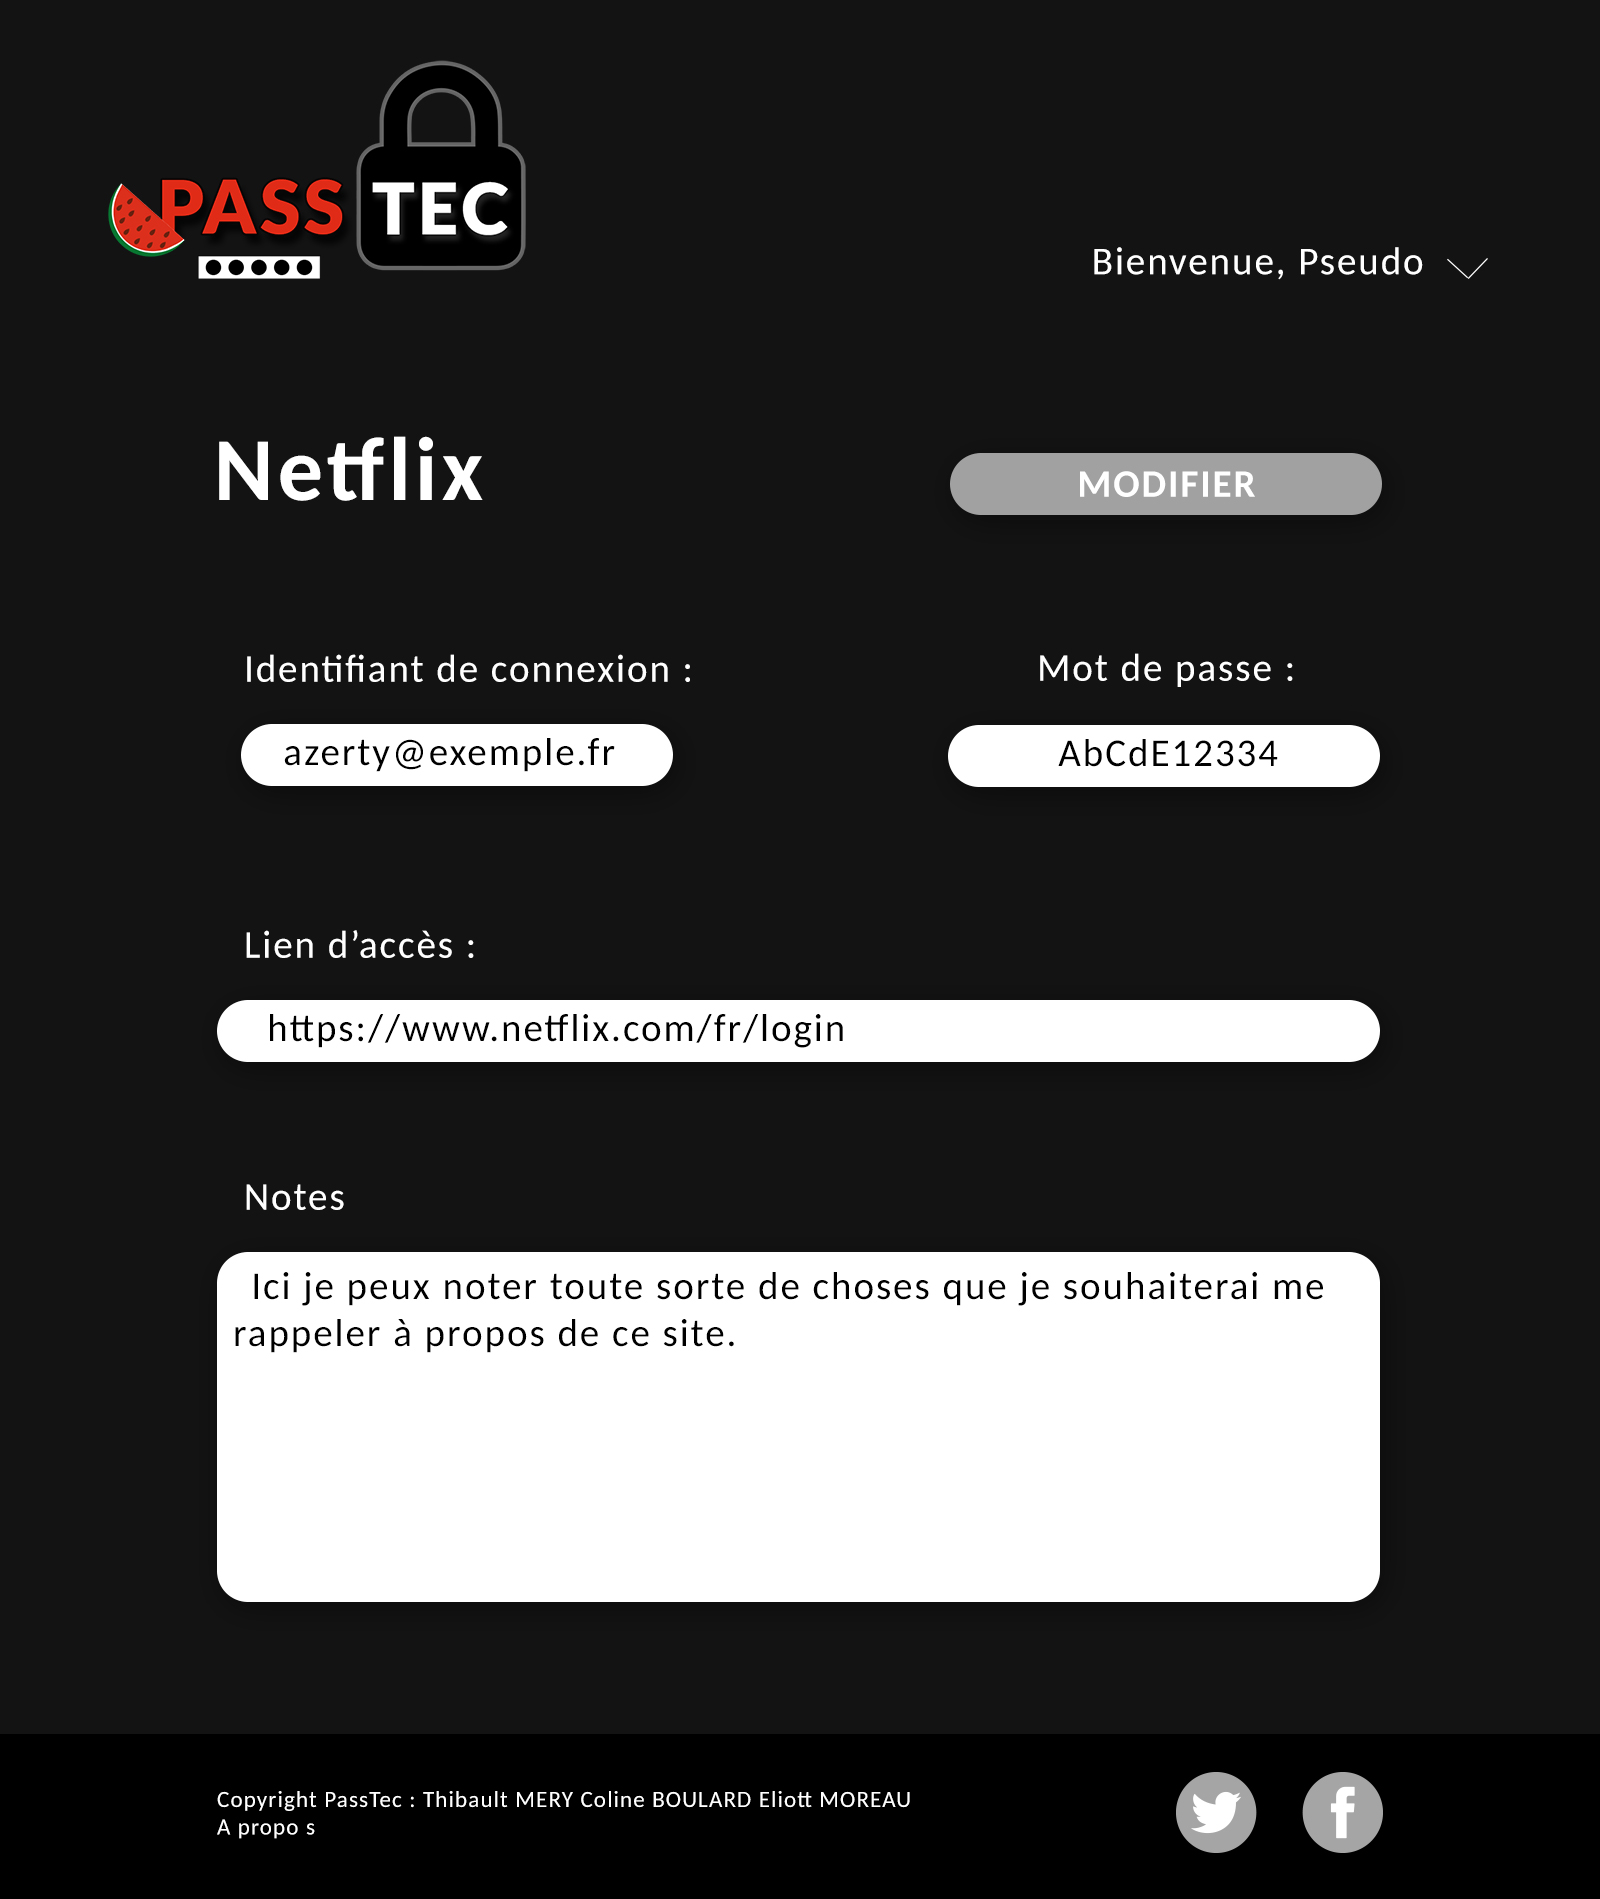 PASS TEC
Bienvenue, Pseudo
Netflix
MODIFIER
Identifiant de connexion :
Mot de passe :
azerty@exemple.fr
AbCdE12334
Lien d’accès :
https://www.netflix.com/fr/login
Notes
Ici je peux noter toute sorte de choses que je souhaiterai me
rappeler à propos de ce site.
Copyright PassTec : Thibault MERY Coline BOULARD Eliott MOREAU
A propo s